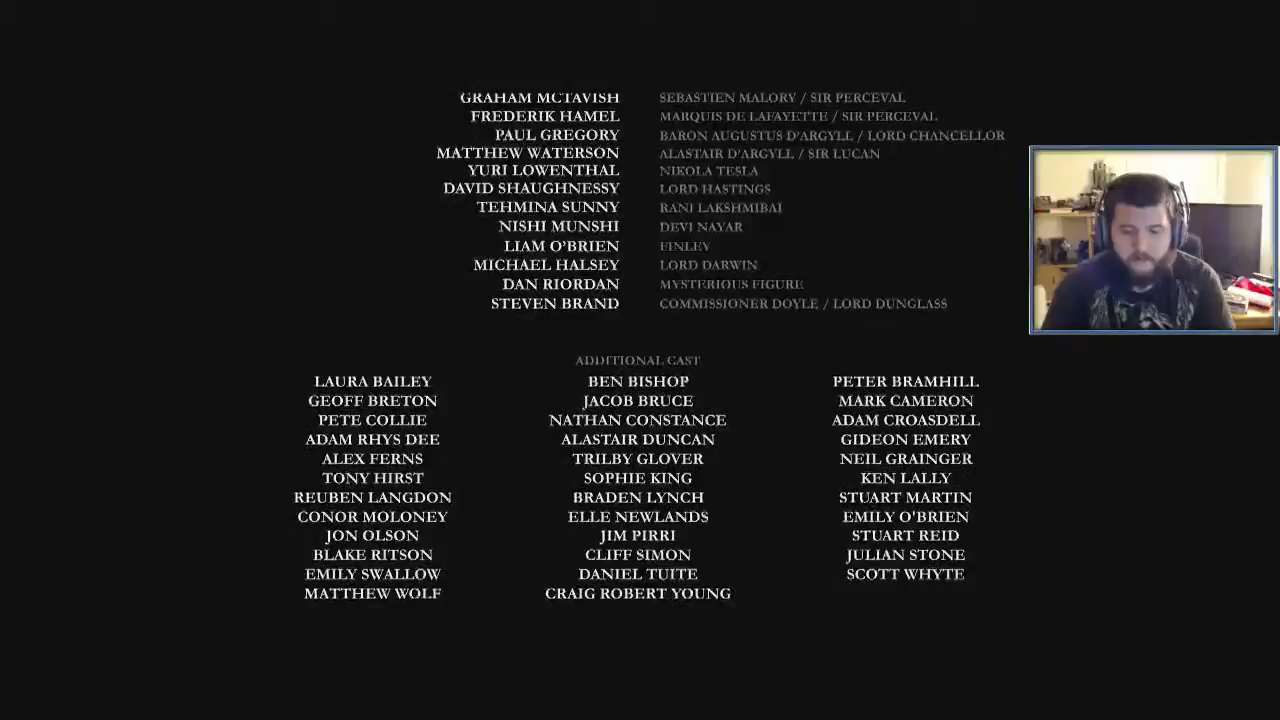 GRAHAM MCTAVISH SEBASTIEN MALORY / SIR PERCEVAL
FREDERIK HAMEL MARQUIS DE LAFAYETTE / SIR PERCEVAL
PAUL GREGORY BARON AUGUSTUS D'ARGYLL / LORD CHANCELLOR
MATTHEW WATERSON ALASTAIR D'ARGYLL / SIR LUCAN
YURI LOWENTHAL NIKOLA TESLA
DAVID SHAUGHNESSY LORD HASTINGS
TEHMINA SUNNY RANI LAKSHMIBAI
NISHI MUNSHI DEVI NAYAR
LIAM O'BRIEN FINLEY
MICHAEL HALSEY LORD DARWIN
DAN RIORDAN MYSTERIOUS FIGURE
STEVEN BRAND COMMISSIONER DOYLE / LORD DUNGLASS
ADDITIONAL CAST
LAURA BAILEY BEN BISHOP PETER BRAMHILL
GEOFF BRETON JACOB BRUCE MARK CAMERON
PETE COLLIE NATHAN CONSTANCE ADAM CROASDELL
ADAM RHYS DEE ALASTAIR DUNCAN GIDEON EMERY
ALEX FERNS TRILBY GLOVER NEIL GRAINGER
TONY HIRST SOPHIE KING KEN LALLY
REUBEN LANGDON BRADEN LYNCH STUART MARTIN
CONOR MOLONEY ELLE NEWLANDS EMILY O'BRIEN
JON OLSON JIM PIRRI STUART REID
BLAKE RITSON CLIFF SIMON JULIAN STONE
EMILY SWALLOW DANIEL TUITE SCOTT WHYTE
MATTHEW WOLF CRAIG ROBERT YOUNG